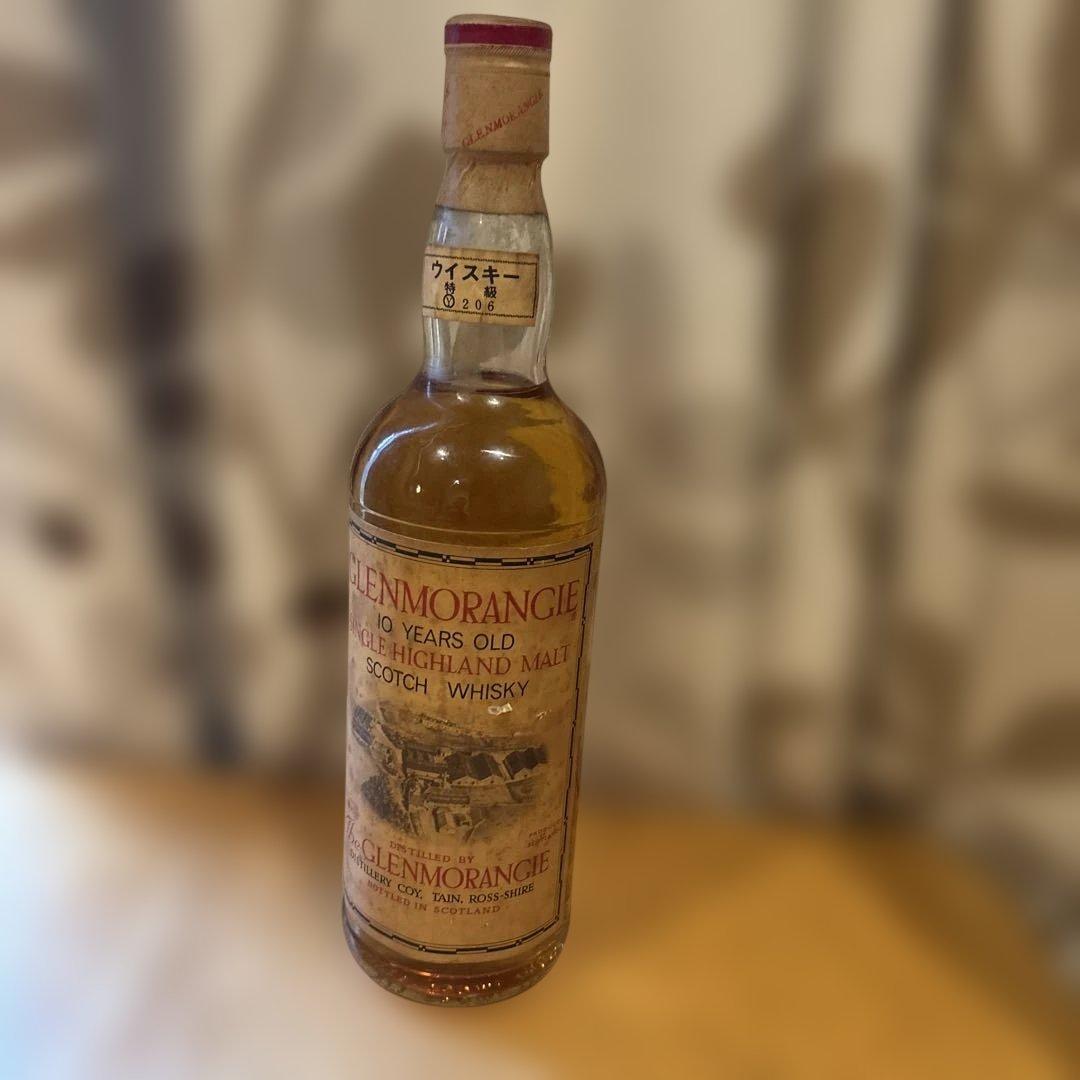 GLENMORANGIE
ウイスキー
特 級
Ⓨ206
GLENMORANGIE
10 YEARS OLD
SINGLE HIGHLAND MALT
SCOTCH WHISKY
DISTILLED BY
The GLENMORANGIE
DISTILLERY COY, TAIN, ROSS-SHIRE
BOTTLED IN SCOTLAND